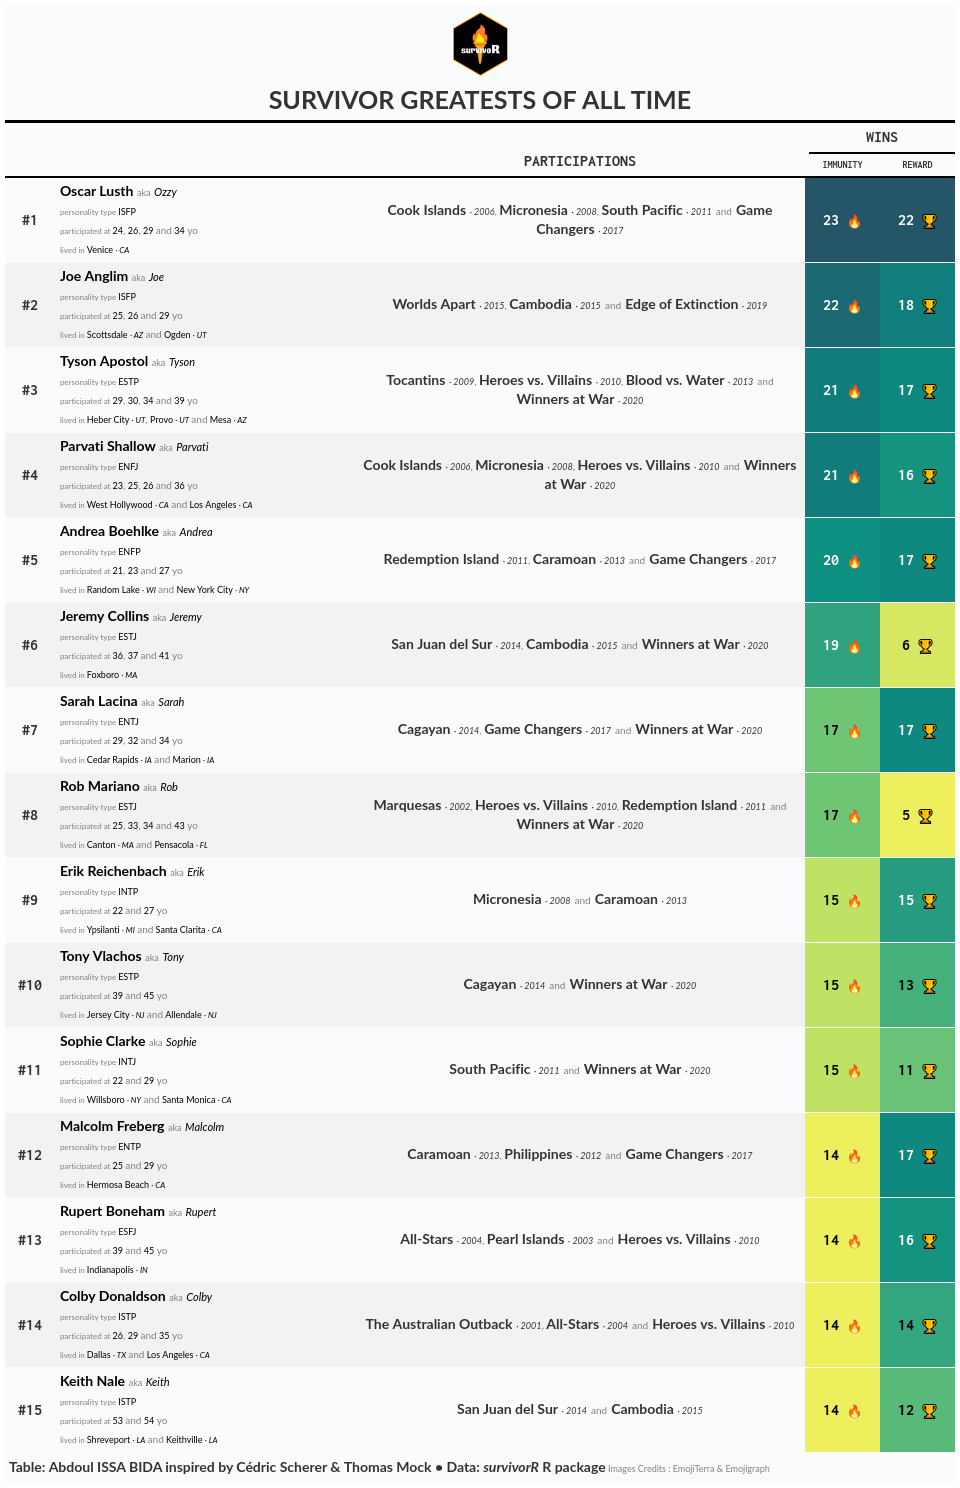 survivoR
SURVIVOR GREATESTS OF ALL TIME
WINS
PARTICIPATIONS
IMMUNITY REWARD
#1
Oscar Lusth aka Ozzy
personality type ISFP
participated at 24, 26, 29 and 34 yo
lived in Venice · CA
Cook Islands · 2006, Micronesia · 2008, South Pacific · 2011 and Game
Changers · 2017
23 🔥 22 🏆
#2
Joe Anglim aka Joe
personality type ISFP
participated at 25, 26 and 29 yo
lived in Scottsdale · AZ and Ogden · UT
Worlds Apart · 2015, Cambodia · 2015 and Edge of Extinction · 2019
22 🔥 18 🏆
#3
Tyson Apostol aka Tyson
personality type ESTP
participated at 29, 30, 34 and 39 yo
lived in Heber City · UT, Provo · UT and Mesa · AZ
Tocantins · 2009, Heroes vs. Villains · 2010, Blood vs. Water · 2013 and
Winners at War · 2020
21 🔥 17 🏆
#4
Parvati Shallow aka Parvati
personality type ENFJ
participated at 23, 25, 26 and 36 yo
lived in West Hollywood · CA and Los Angeles · CA
Cook Islands · 2006, Micronesia · 2008, Heroes vs. Villains · 2010 and Winners
at War · 2020
21 🔥 16 🏆
#5
Andrea Boehlke aka Andrea
personality type ENFP
participated at 21, 23 and 27 yo
lived in Random Lake · WI and New York City · NY
Redemption Island · 2011, Caramoan · 2013 and Game Changers · 2017
20 🔥 17 🏆
#6
Jeremy Collins aka Jeremy
personality type ESTJ
participated at 36, 37 and 41 yo
lived in Foxboro · MA
San Juan del Sur · 2014, Cambodia · 2015 and Winners at War · 2020
19 🔥 6 🏆
#7
Sarah Lacina aka Sarah
personality type ENTJ
participated at 29, 32 and 34 yo
lived in Cedar Rapids · IA and Marion · IA
Cagayan · 2014, Game Changers · 2017 and Winners at War · 2020
17 🔥 17 🏆
#8
Rob Mariano aka Rob
personality type ESTJ
participated at 25, 33, 34 and 43 yo
lived in Canton · MA and Pensacola · FL
Marquesas · 2002, Heroes vs. Villains · 2010, Redemption Island · 2011 and
Winners at War · 2020
17 🔥 5 🏆
#9
Erik Reichenbach aka Erik
personality type INTP
participated at 22 and 27 yo
lived in Ypsilanti · MI and Santa Clarita · CA
Micronesia · 2008 and Caramoan · 2013
15 🔥 15 🏆
#10
Tony Vlachos aka Tony
personality type ESTP
participated at 39 and 45 yo
lived in Jersey City · NJ and Allendale · NJ
Cagayan · 2014 and Winners at War · 2020
15 🔥 13 🏆
#11
Sophie Clarke aka Sophie
personality type INTJ
participated at 22 and 29 yo
lived in Willsboro · NY and Santa Monica · CA
South Pacific · 2011 and Winners at War · 2020
15 🔥 11 🏆
#12
Malcolm Freberg aka Malcolm
personality type ENTP
participated at 25 and 29 yo
lived in Hermosa Beach · CA
Caramoan · 2013, Philippines · 2012 and Game Changers · 2017
14 🔥 17 🏆
#13
Rupert Boneham aka Rupert
personality type ESFJ
participated at 39 and 45 yo
lived in Indianapolis · IN
All-Stars · 2004, Pearl Islands · 2003 and Heroes vs. Villains · 2010
14 🔥 16 🏆
#14
Colby Donaldson aka Colby
personality type ISTP
participated at 26, 29 and 35 yo
lived in Dallas · TX and Los Angeles · CA
The Australian Outback · 2001, All-Stars · 2004 and Heroes vs. Villains · 2010
14 🔥 14 🏆
#15
Keith Nale aka Keith
personality type ISTP
participated at 53 and 54 yo
lived in Shreveport · LA and Keithville · LA
San Juan del Sur · 2014 and Cambodia · 2015
14 🔥 12 🏆
Table: Abdoul ISSA BIDA inspired by Cédric Scherer & Thomas Mock • Data: survivorR R package Images Credits : EmojiTerra & Emojigraph